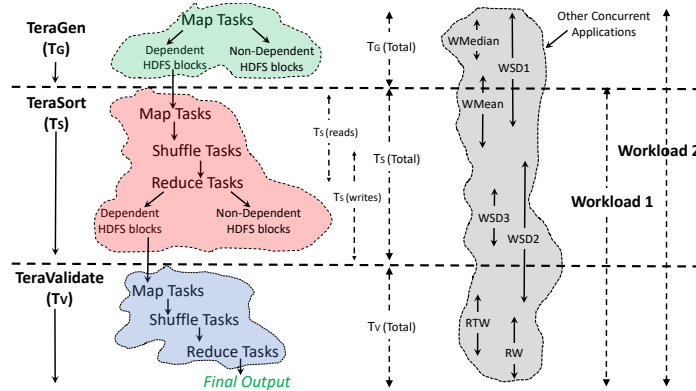 TeraGen
(TG)
Map Tasks
Dependent
HDFS blocks
Non-Dependent
HDFS blocks
TG (Total)
WMedian
WSD1
Other Concurrent
Applications
TeraSort
(TS)
Map Tasks
Shuffle Tasks
Reduce Tasks
Dependent
HDFS blocks
Non-Dependent
HDFS blocks
TS (reads)
TS (writes)
TS (Total)
WMean
WSD3
WSD2
Workload 2
Workload 1
TeraValidate
(TV)
Map Tasks
Shuffle Tasks
Reduce Tasks
Final Output
TV (Total)
RTW
RW